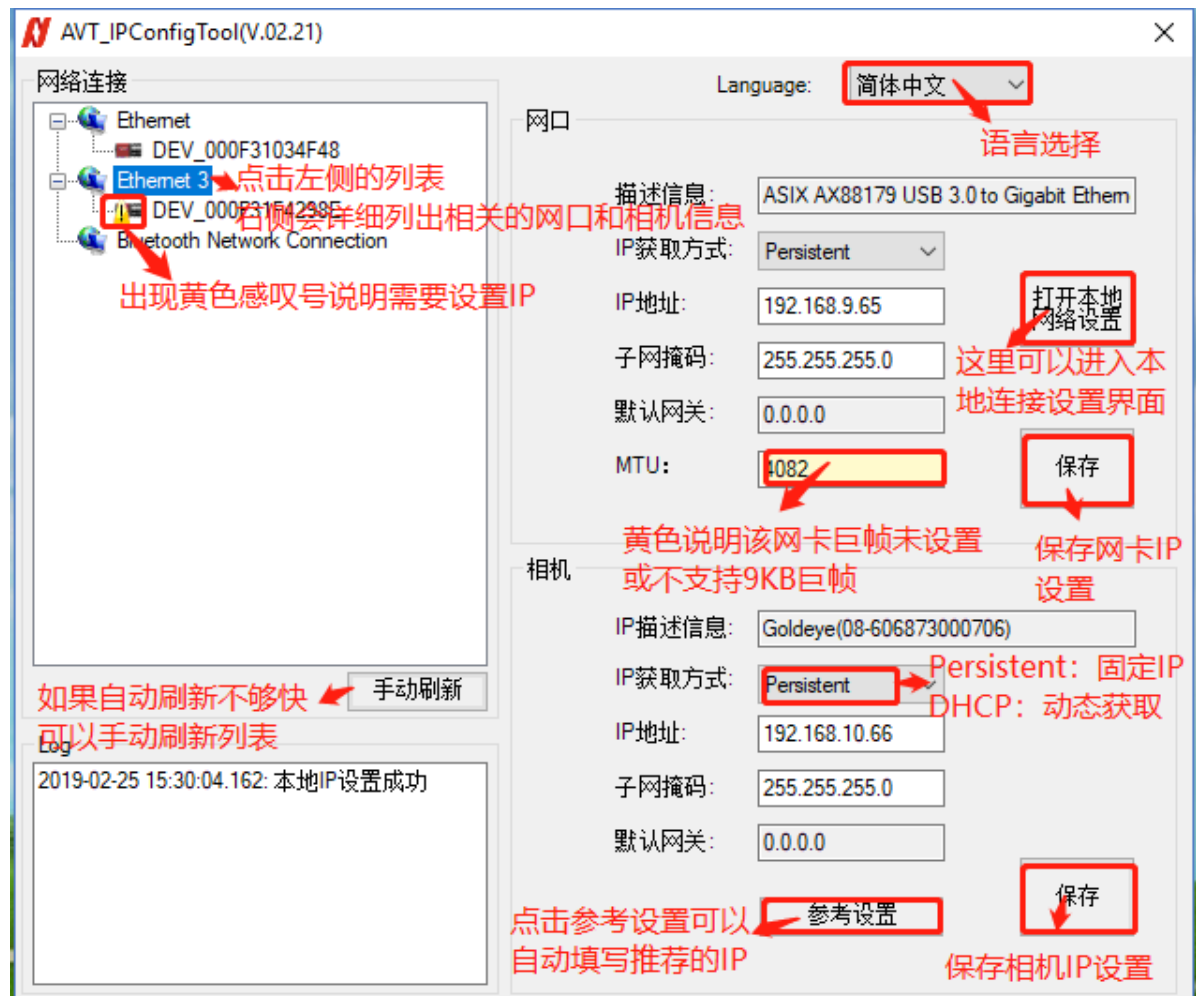 AVT_IPConfigTool(V.02.21)
网络连接
Language:
简体中文
语言选择
Ethernet
DEV_000F31034F48
Ethernet 3
点击左侧的列表
DEV_000F31F4298E
右侧会详细列出相关的网口和相机信息
Bluetooth Network Connection
出现黄色感叹号说明需要设置IP
网口
描述信息:
ASIX AX88179 USB 3.0 to Gigabit Ethern
IP获取方式:
Persistent
IP地址:
192.168.9.65
打开本地
网络设置
子网掩码:
255.255.255.0
这里可以进入本
地连接设置界面
默认网关:
0.0.0.0
MTU:
4082
保存
黄色说明该网卡巨帧未设置
或不支持9KB巨帧
保存网卡IP
设置
相机
IP描述信息:
Goldeye(08-606873000706)
IP获取方式:
Persistent
Persistent：固定IP
DHCP：动态获取
IP地址:
192.168.10.66
子网掩码:
255.255.255.0
默认网关:
0.0.0.0
参考设置
点击参考设置可以
自动填写推荐的IP
保存
保存相机IP设置
手动刷新
如果自动刷新不够快
可以手动刷新列表
Log
2019-02-25 15:30:04.162: 本地IP设置成功